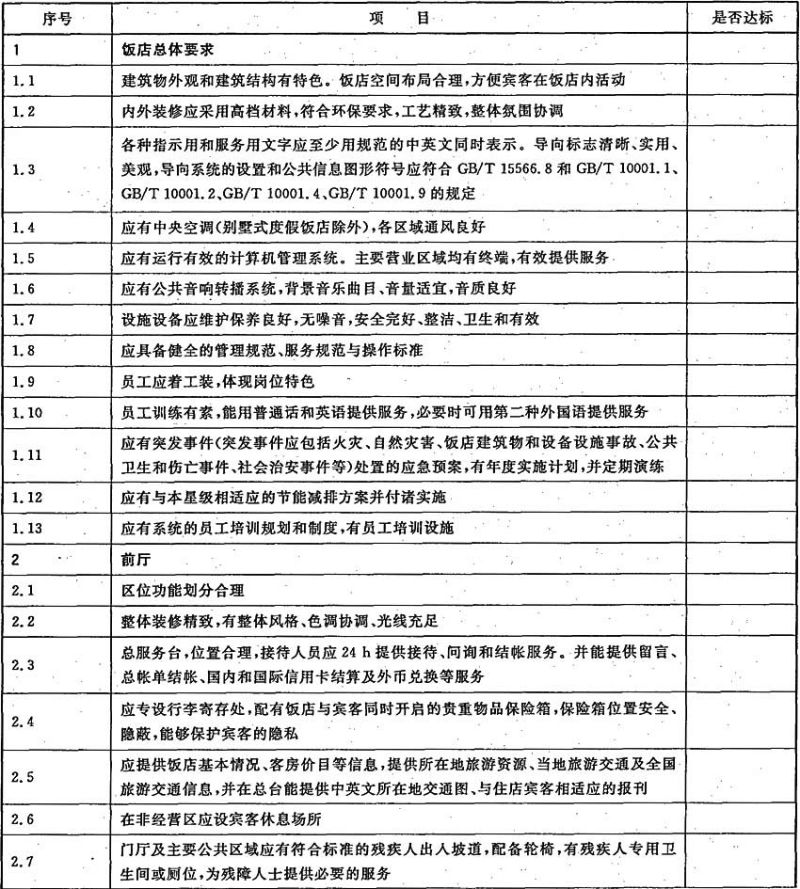 序号 项 目 是否达标
1 饭店总体要求
1.1 建筑物外观和建筑结构有特色。饭店空间布局合理,方便宾客在饭店内活动
1.2 内外装修应采用高档材料,符合环保要求,工艺精致,整体氛围协调
各种指示用和服务用文字应至少用规范的中英文同时表示。导向标志清晰、实用、
1.3 美观,导向系统的设置和公共信息图形符号应符合 GB/T 15566.8 和 GB/T 10001.1、
GB/T 10001.2、GB/T 10001.4、GB/T 10001.9 的规定
1.4 应有中央空调(别墅式度假饭店除外),各区域通风良好
1.5 应有运行有效的计算机管理系统。主要营业区域均有终端,有效提供服务
1.6 应有公共音响转播系统,背景音乐曲目、音量适宜,音质良好
1.7 设施设备应维护保养良好,无噪音,安全完好、整洁、卫生和有效
1.8 应具备健全的管理规范、服务规范与操作标准
1.9 员工应着工装,体现岗位特色
1.10 员工训练有素,能用普通话和英语提供服务,必要时可用第二种外国语提供服务
1.11 应有突发事件(突发事件应包括火灾、自然灾害、饭店建筑物和设备设施事故、公共
卫生和伤亡事件、社会治安事件等)处置的应急预案,有年度实施计划,并定期演练
1.12 应有与本星级相适应的节能减排方案并付诸实施
1.13 应有系统的员工培训规划和制度,有员工培训设施
2 前厅
2.1 区位功能划分合理
2.2 整体装修精致,有整体风格、色调协调、光线充足
2.3 总服务台,位置合理,接待人员应 24 h 提供接待、问询和结帐服务。并能提供留言、
总帐单结帐、国内和国际信用卡结算及外币兑换等服务
2.4 应专设行李寄存处,配有饭店与宾客同时开启的贵重物品保险箱,保险箱位置安全、
隐蔽,能够保护宾客的隐私
2.5 应提供饭店基本情况、客房价目等信息,提供所在地旅游资源、当地旅游交通及全国
旅游交通信息,并在总台能提供中英文所在地交通图、与住店宾客相适应的报刊
2.6 在非经营区应设宾客休息场所
2.7 门厅及主要公共区域应有符合标准的残疾人出入坡道,配备轮椅,有残疾人专用卫
生间或厕位,为残障人士提供必要的服务